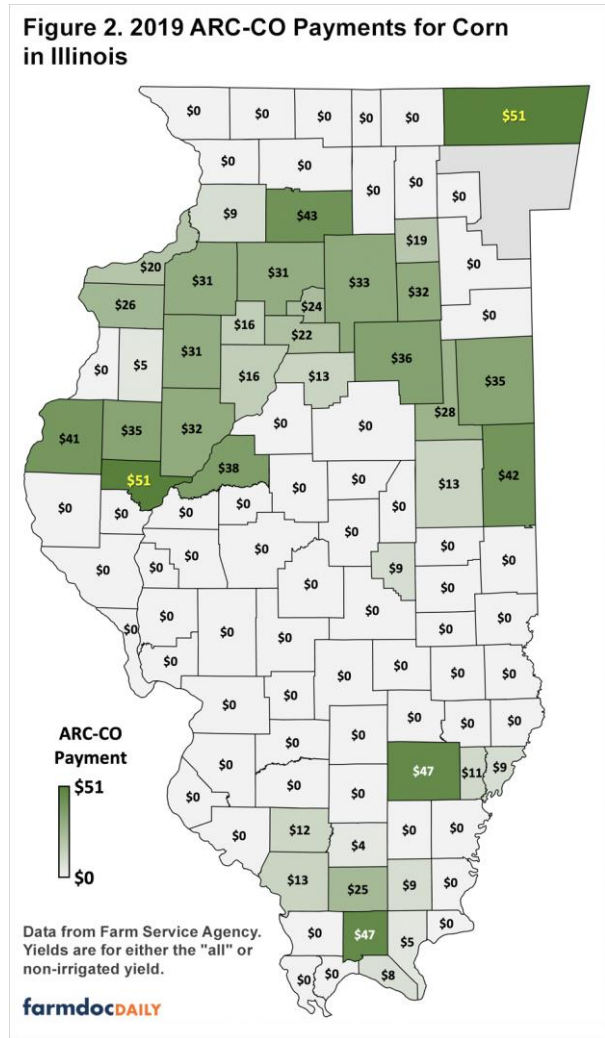 Figure 2. 2019 ARC-CO Payments for Corn
in Illinois
$0 $0 $0 $0 $0 $51
$0 $0 $0 $0 $0
$9 $43 $19
$20 $31 $31 $33 $32 $0
$26 $24 $0
$16 $22
$0 $5 $31 $16 $13 $36 $35
$41 $35 $32 $0 $0 $28
$51 $38 $0 $0 $13 $42
$0 $0 $0 $0 $0 $0
$0 $0 $0 $0 $0 $0
$0 $9 $0
$0 $0 $0 $0 $0 $0
$0 $0 $0
$0 $0 $0 $0 $0
$0 $0 $0 $0 $0
$0 $0 $47 $11 $9
$0 $0 $0
$0 $12 $4 $0 $0
$13 $25 $9 $0
$0 $47 $5 $0
$0 $0 $8
ARC-CO
Payment
$51
$0
Data from Farm Service Agency.
Yields are for either the "all" or
non-irrigated yield.
farmdocDAILY